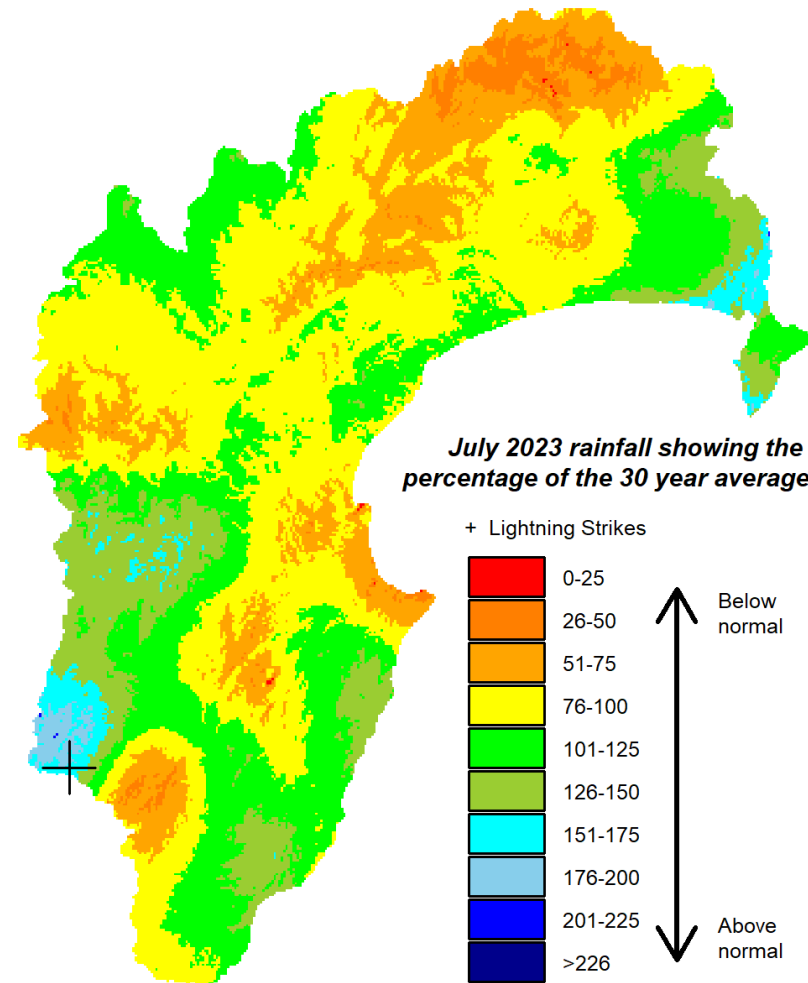 July 2023 rainfall showing the
percentage of the 30 year average
+ Lightning Strikes
0-25
26-50
51-75
76-100
101-125
126-150
151-175
176-200
201-225
>226
Below
normal
Above
normal